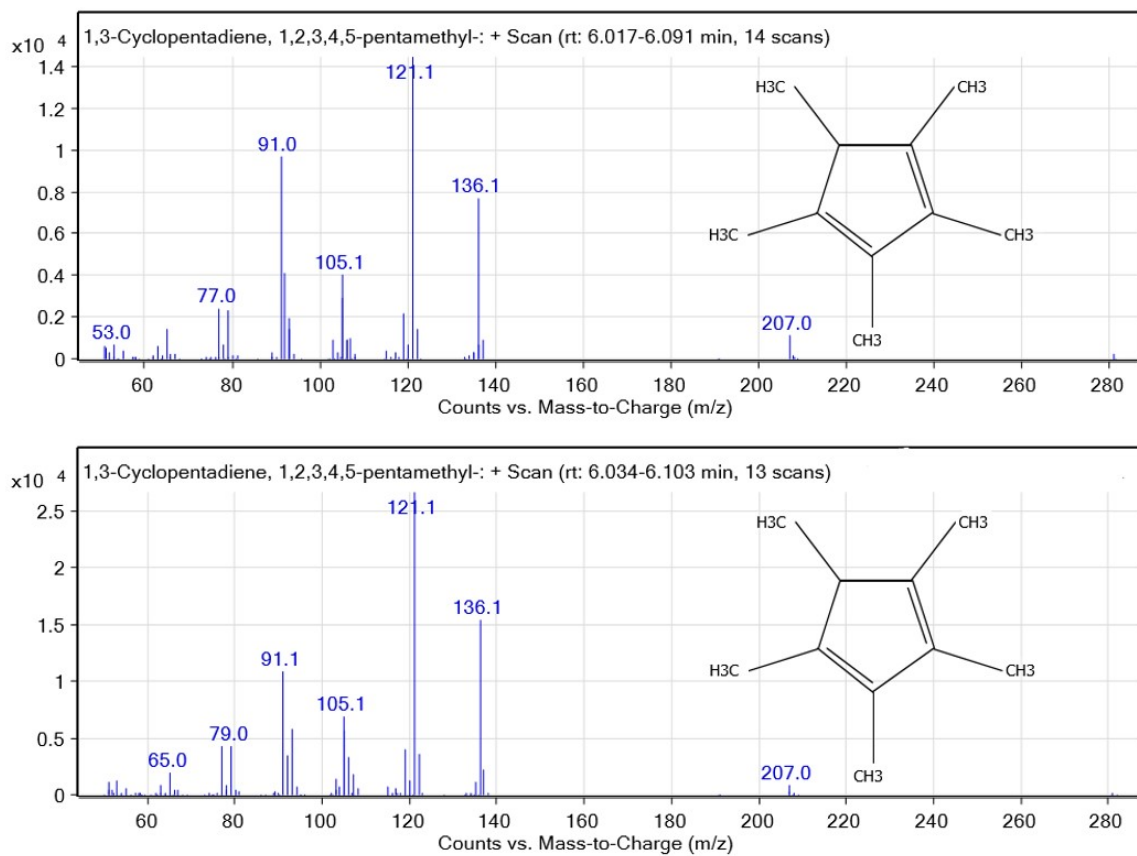 x10 4
1,3-Cyclopentadiene, 1,2,3,4,5-pentamethyl-: + Scan (rt: 6.017-6.091 min, 14 scans)
1.4
121.1
H3C
CH3
1.2
1
91.0
0.8
136.1
0.6
H3C
CH3
0.4
105.1
77.0
0.2
53.0
207.0
CH3
0
60 80 100 120 140 160 180 200 220 240 260 280
Counts vs. Mass-to-Charge (m/z)
x10 4
1,3-Cyclopentadiene, 1,2,3,4,5-pentamethyl-: + Scan (rt: 6.034-6.103 min, 13 scans)
2.5
121.1
H3C
CH3
2
136.1
1.5
91.1
H3C
CH3
1
105.1
79.0
0.5
65.0
207.0
CH3
0
60 80 100 120 140 160 180 200 220 240 260 280
Counts vs. Mass-to-Charge (m/z)